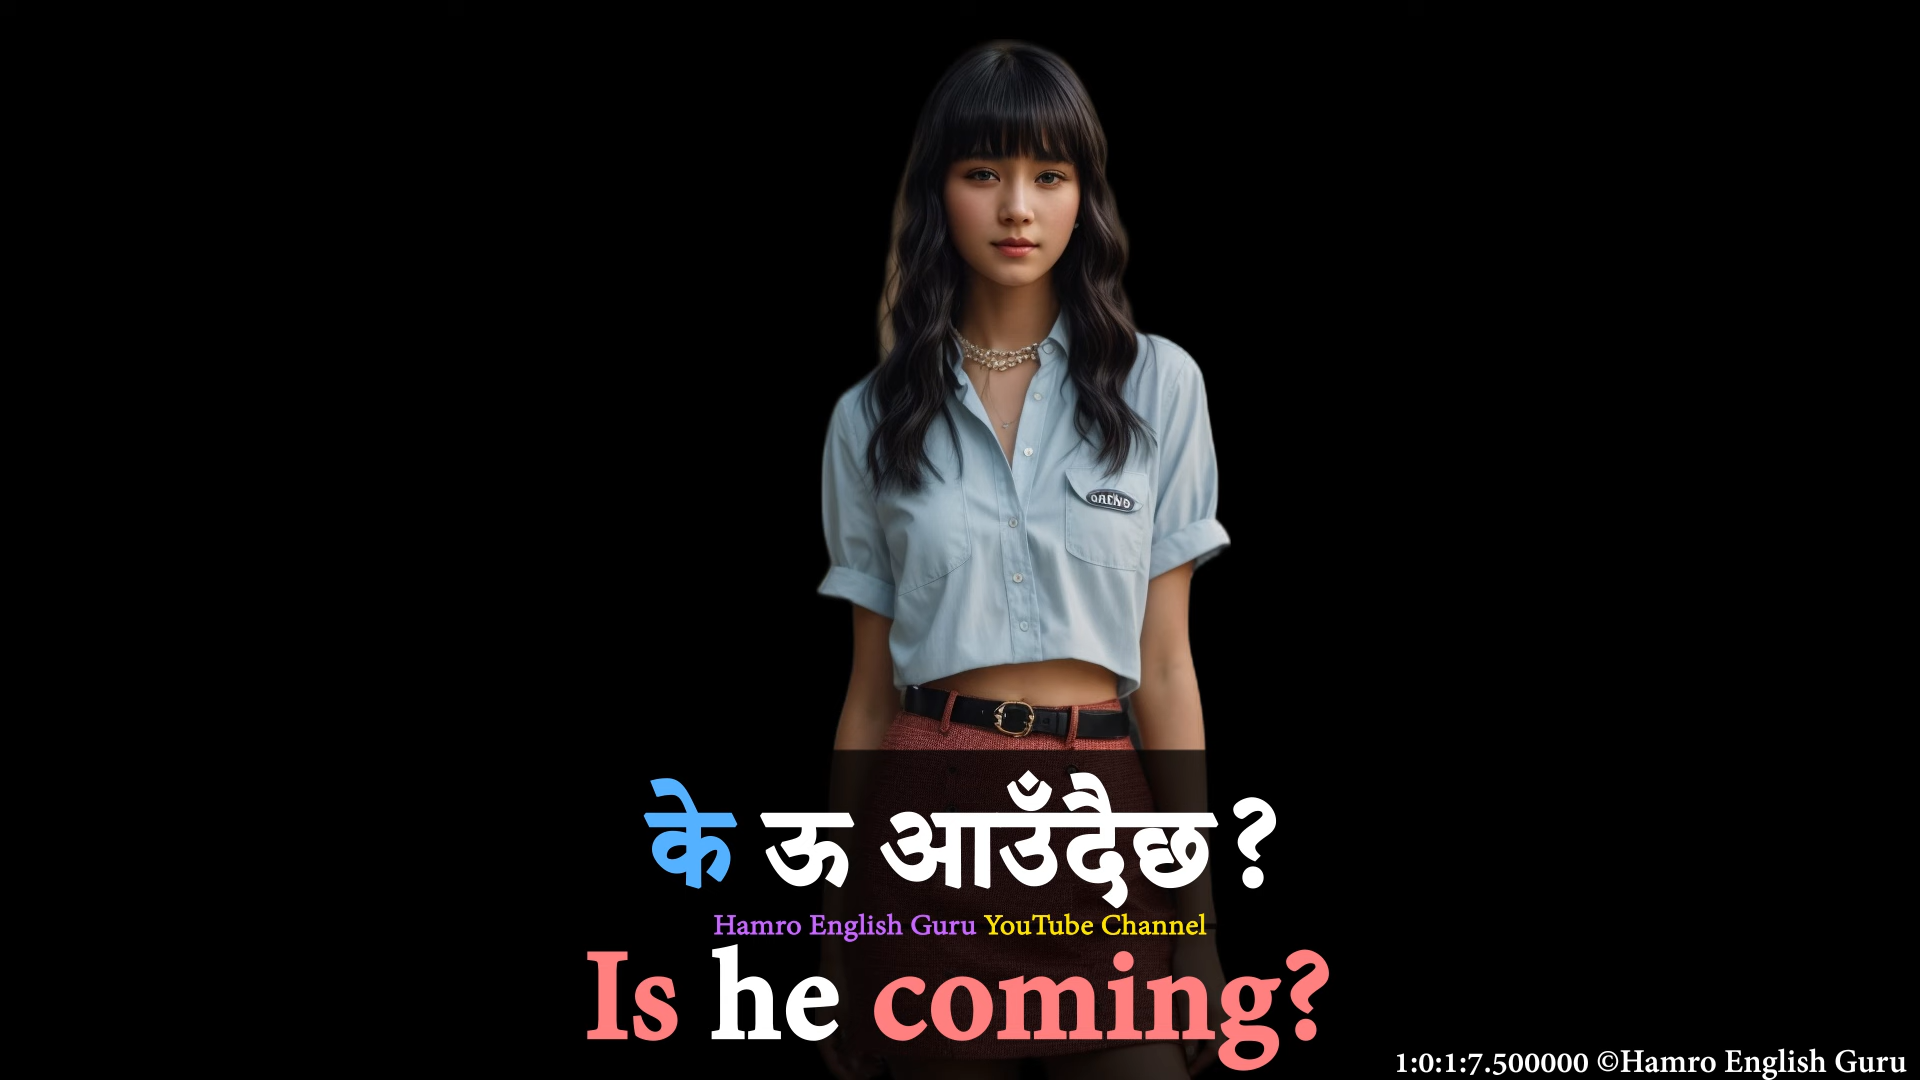 के ऊ आउँदैछ?
Hamro English Guru YouTube Channel
Is he coming?
1:0:1:7.500000 ©Hamro English Guru